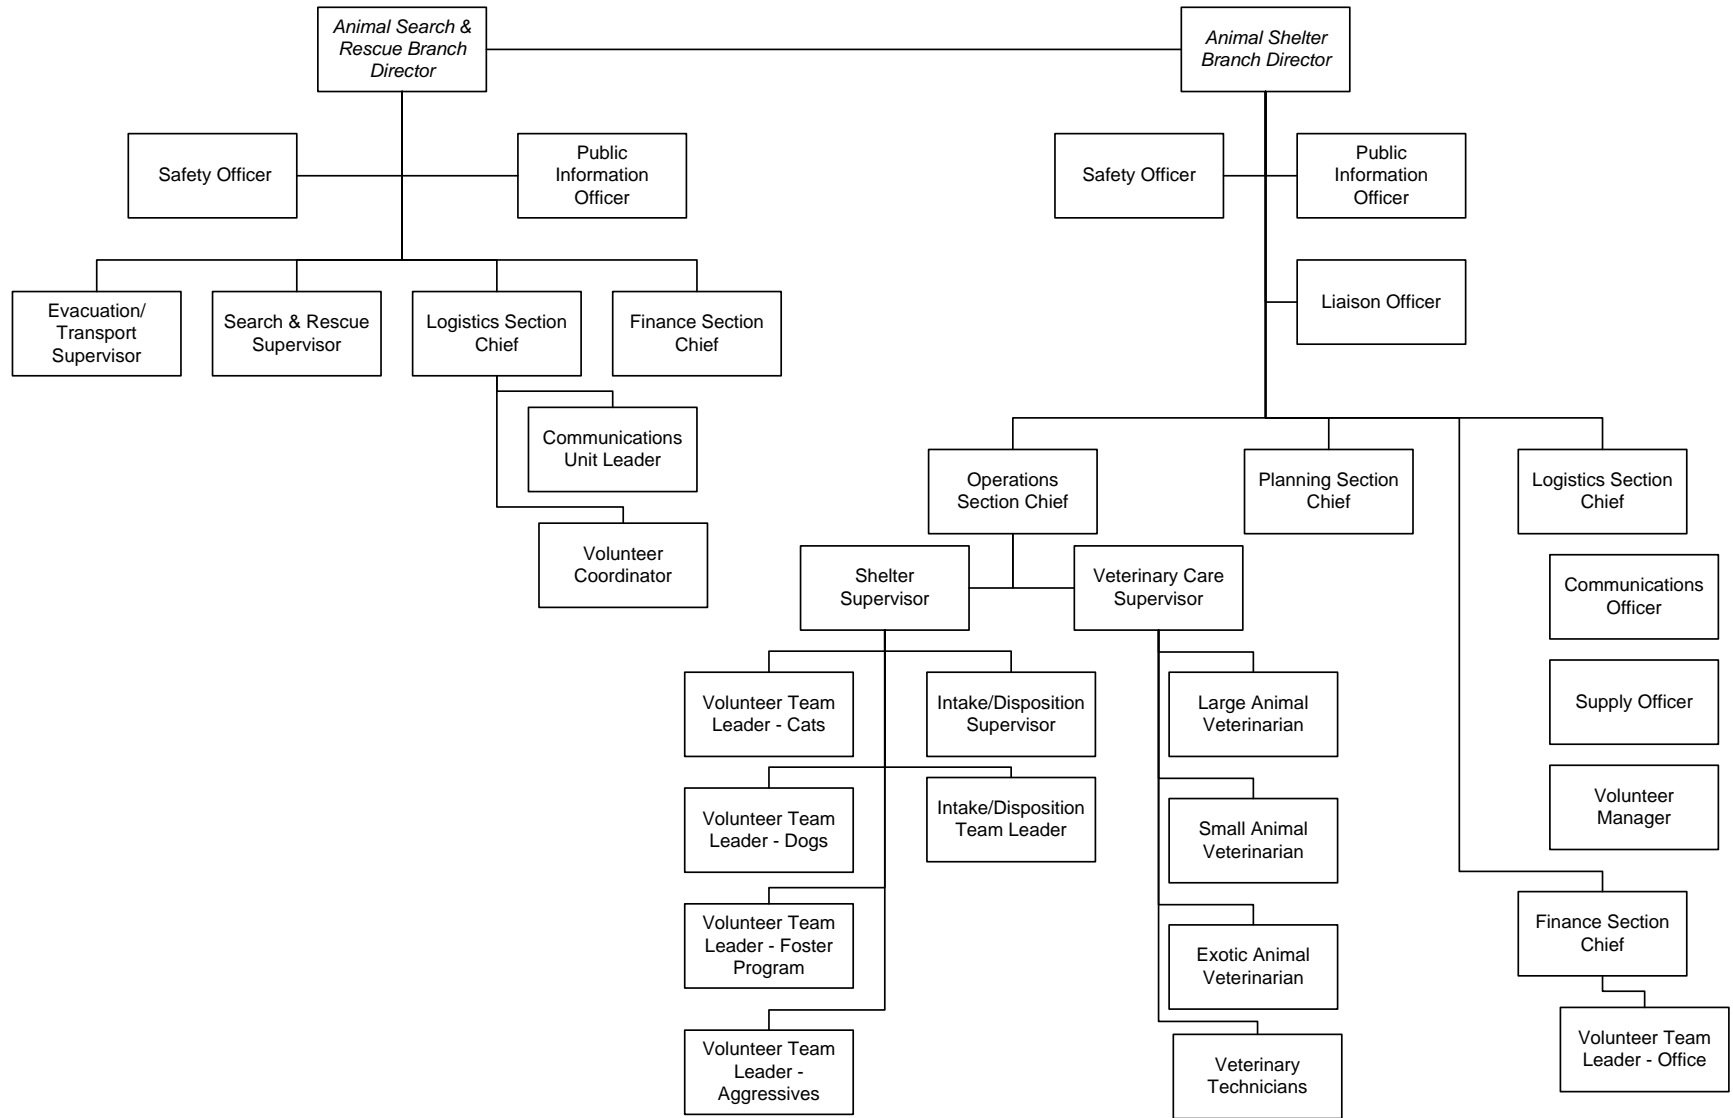 Animal Search &
Rescue Branch
Director
Animal Shelter
Branch Director
Safety Officer
Public
Information
Officer
Safety Officer
Public
Information
Officer
Evacuation/
Transport
Supervisor
Search & Rescue
Supervisor
Logistics Section
Chief
Finance Section
Chief
Liaison Officer
Communications
Unit Leader
Volunteer
Coordinator
Operations
Section Chief
Planning Section
Chief
Logistics Section
Chief
Shelter
Supervisor
Veterinary Care
Supervisor
Communications
Officer
Supply Officer
Volunteer
Manager
Volunteer Team
Leader - Cats
Intake/Disposition
Supervisor
Large Animal
Veterinarian
Volunteer Team
Leader - Dogs
Intake/Disposition
Team Leader
Small Animal
Veterinarian
Volunteer Team
Leader - Foster
Program
Exotic Animal
Veterinarian
Finance Section
Chief
Volunteer Team
Leader -
Aggressives
Veterinary
Technicians
Volunteer Team
Leader - Office